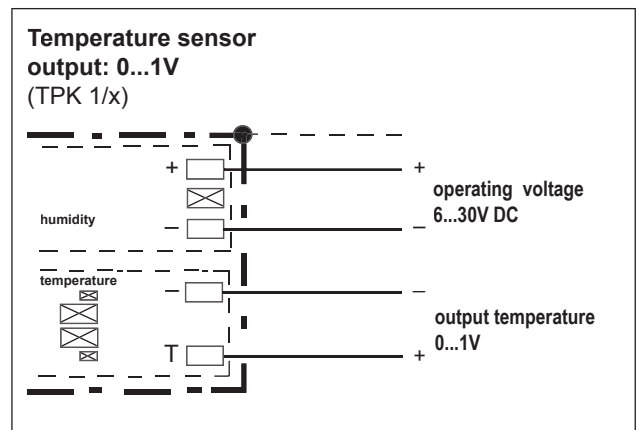 Temperature sensor
output: 0...1V
(TPK 1/x)
+ +
operating voltage
6...30V DC
humidity
– –
temperature
– –
output temperature
0...1V
T +